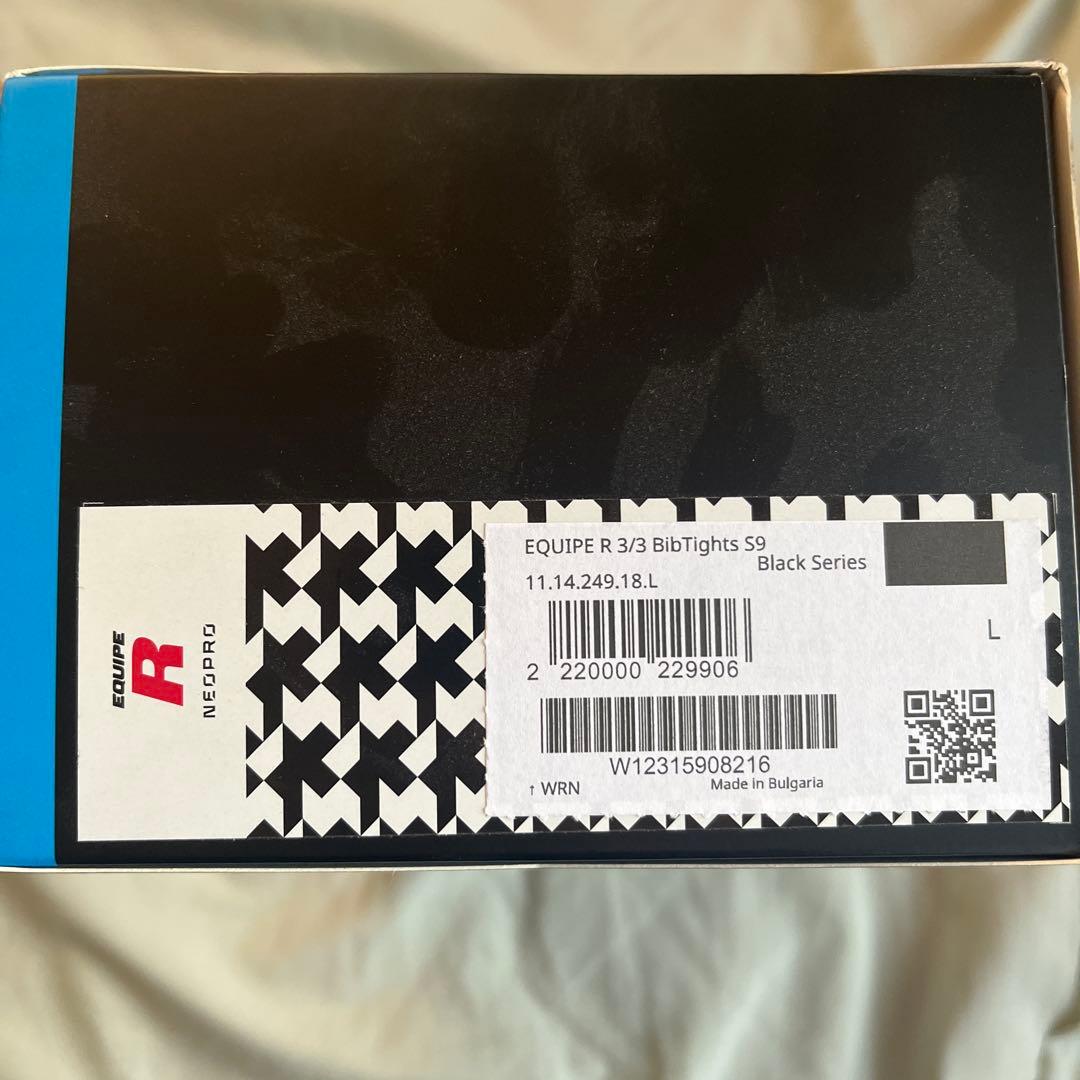 EQUIPE
R
NEOPRO
EQUIPE R 3/3 BibTights S9
Black Series
11.14.249.18.L
L
2 220000 229906
W12315908216
↑ WRN
Made in Bulgaria